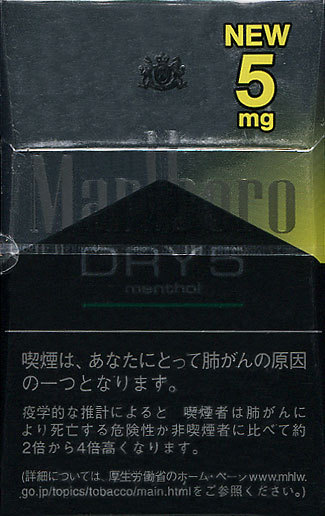 NEW
5
mg
Marlboro
DRY5
menthol
喫煙は、あなたにとって肺がんの原因
の一つとなります。
疫学的な推計によると　喫煙者は肺がんに
より死亡する危険性が非喫煙者に比べて約
2倍から4倍高くなります。
(詳細については、厚生労働省のホーム・ページwww.mhlw.
go.jp/topics/tobacco/main.htmlをご参照ください。)